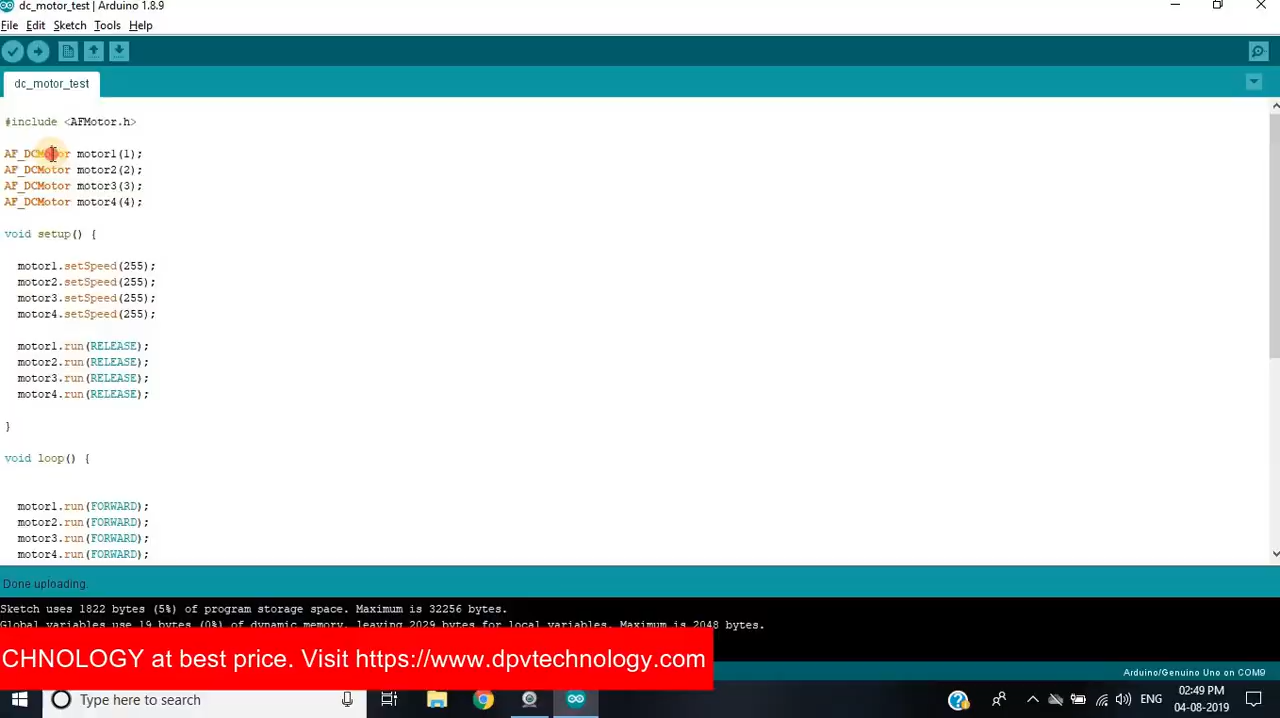 dc_motor_test | Arduino 1.8.9
File Edit Sketch Tools Help
dc_motor_test
#include <AFMotor.h>
AF_DCMotor motor1(1);
AF_DCMotor motor2(2);
AF_DCMotor motor3(3);
AF_DCMotor motor4(4);
void setup() {
motor1.setSpeed(255);
motor2.setSpeed(255);
motor3.setSpeed(255);
motor4.setSpeed(255);
motor1.run(RELEASE);
motor2.run(RELEASE);
motor3.run(RELEASE);
motor4.run(RELEASE);
}
void loop() {
motor1.run(FORWARD);
motor2.run(FORWARD);
motor3.run(FORWARD);
motor4.run(FORWARD);
Done uploading.
Sketch uses 1822 bytes (5%) of program storage space. Maximum is 32256 bytes.
Global variables use 19 bytes (0%) of dynamic memory, leaving 2029 bytes for local variables. Maximum is 2048 bytes.
CHNOLOGY at best price. Visit https://www.dpvtechnology.com
Arduino/Genuino Uno on COM9
Type here to search
ENG
02:49 PM
04-08-2019